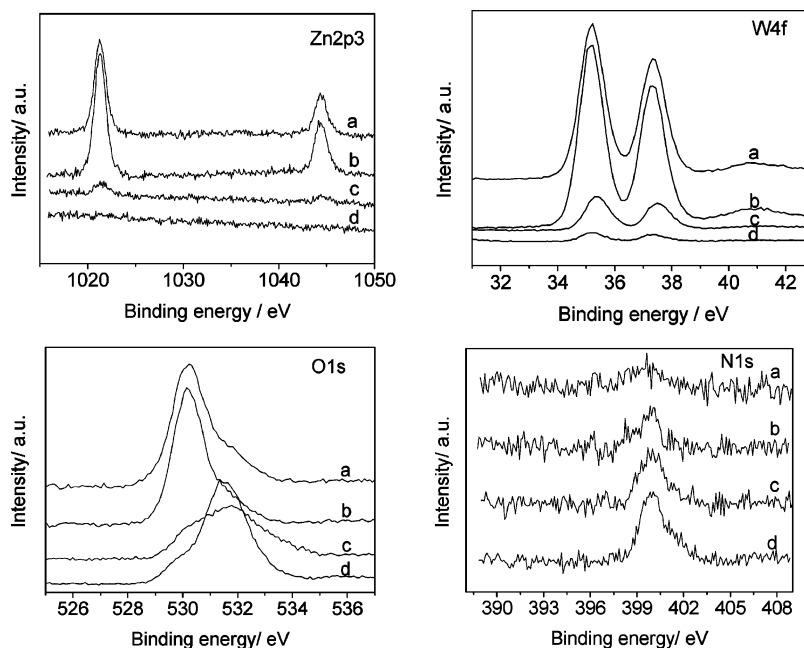 Zn2p3
Intensity/ a.u.
a
b
c
d
1020 1030 1040 1050
Binding energy / eV
W4f
Intensity/ a.u.
a
b
c
d
32 34 36 38 40 42
Binding energy / eV
O1s
Intensity/ a.u.
a
b
c
d
526 528 530 532 534 536
Binding energy/ eV
N1s
Intensity/ a.u.
a
b
c
d
390 393 396 399 402 405 408
Binding energy/ eV